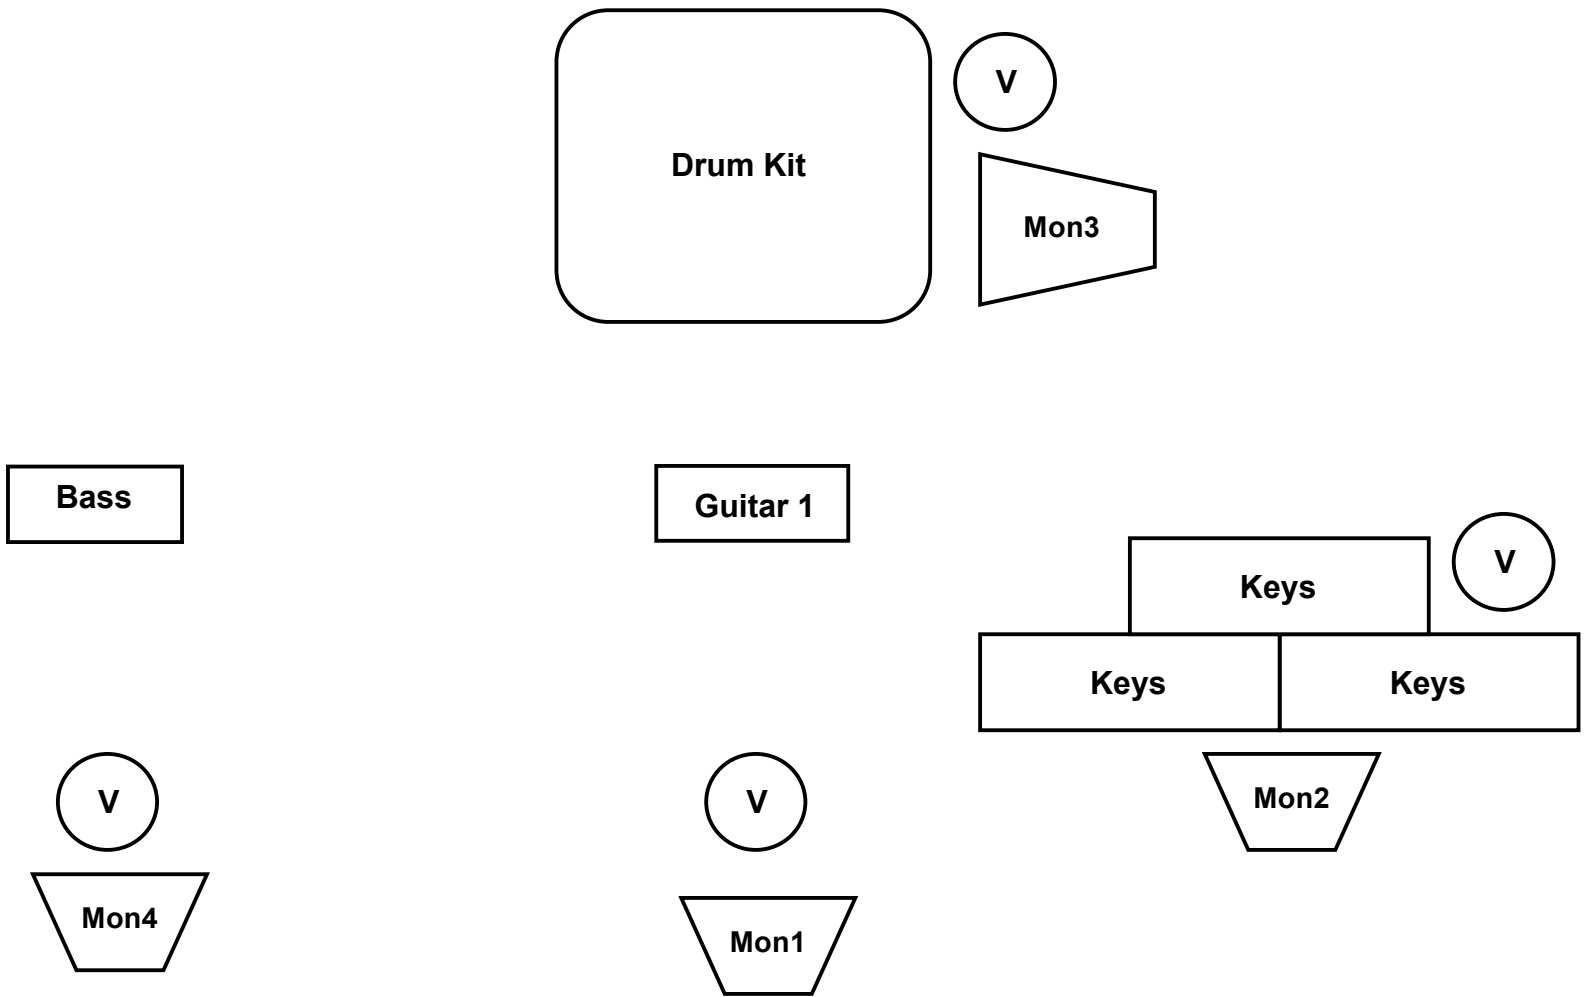 V
Drum Kit
Mon3
Bass
Guitar 1
V
Keys
Keys
Keys
V
V
Mon2
Mon4
Mon1